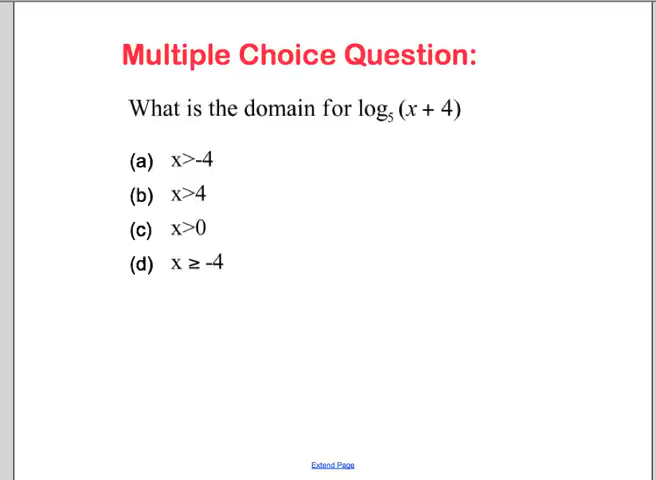 Multiple Choice Question:
What is the domain for log₅ (x + 4)
(a) x>-4
(b) x>4
(c) x>0
(d) x ≥ -4
Extend Page